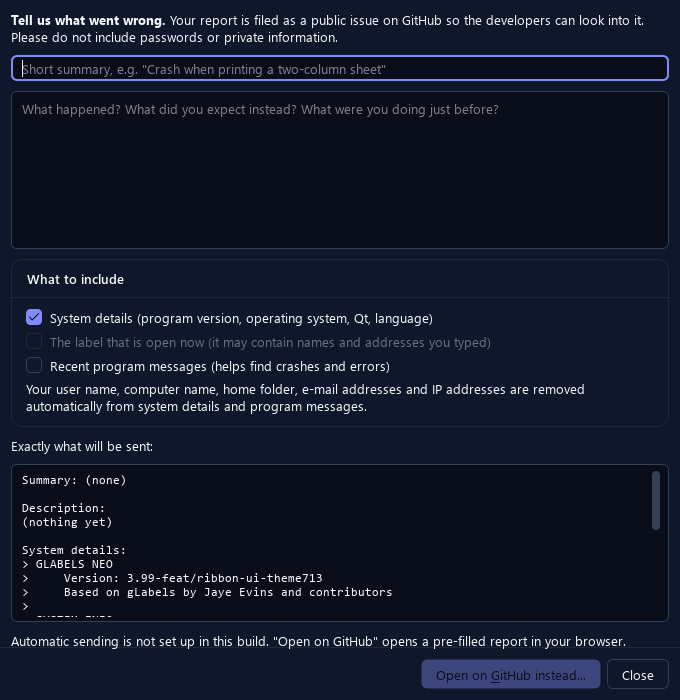 Tell us what went wrong. Your report is filed as a public issue on GitHub so the developers can look into it.
Please do not include passwords or private information.
Short summary, e.g. "Crash when printing a two-column sheet"
What happened? What did you expect instead? What were you doing just before?
What to include
System details (program version, operating system, Qt, language)
The label that is open now (it may contain names and addresses you typed)
Recent program messages (helps find crashes and errors)
Your user name, computer name, home folder, e-mail addresses and IP addresses are removed
automatically from system details and program messages.
Exactly what will be sent:
Summary: (none)
Description:
(nothing yet)
System details:
> GLABELS NEO
>     Version: 3.99-feat/ribbon-ui-theme713
>     Based on gLabels by Jaye Evins and contributors
>
Automatic sending is not set up in this build. "Open on GitHub" opens a pre-filled report in your browser.
Open on GitHub instead...
Close